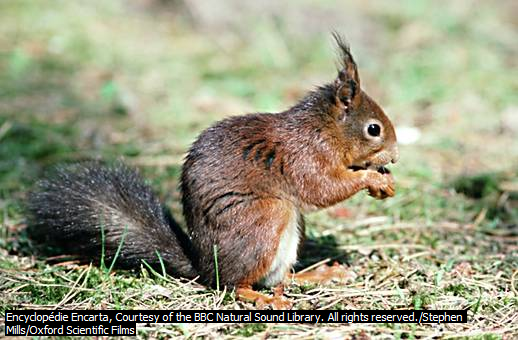 Encyclopédie Encarta, Courtesy of the BBC Natural Sound Library. All rights reserved./Stephen
Mills/Oxford Scientific Films